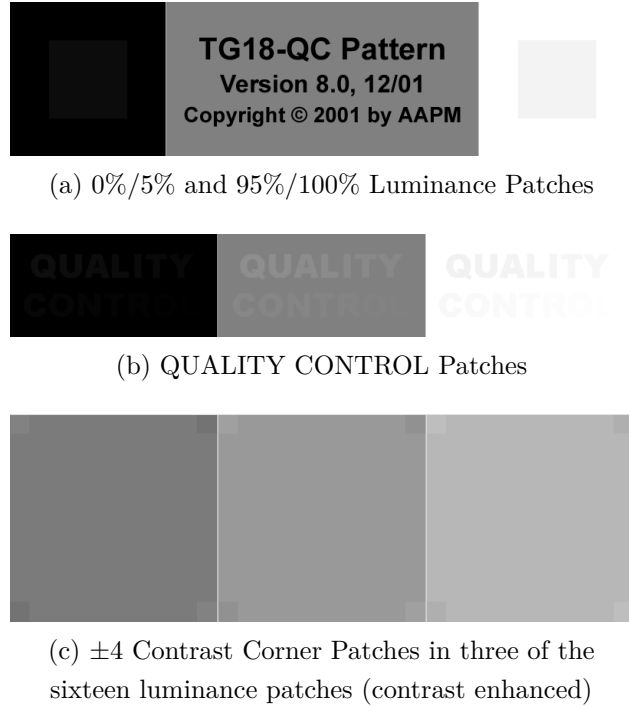 TG18-QC Pattern
Version 8.0, 12/01
Copyright © 2001 by AAPM
(a) 0%/5% and 95%/100% Luminance Patches
QUALITY QUALITY QUALITY
CONTROL CONTROL CONTROL
(b) QUALITY CONTROL Patches
(c) ±4 Contrast Corner Patches in three of the
sixteen luminance patches (contrast enhanced)